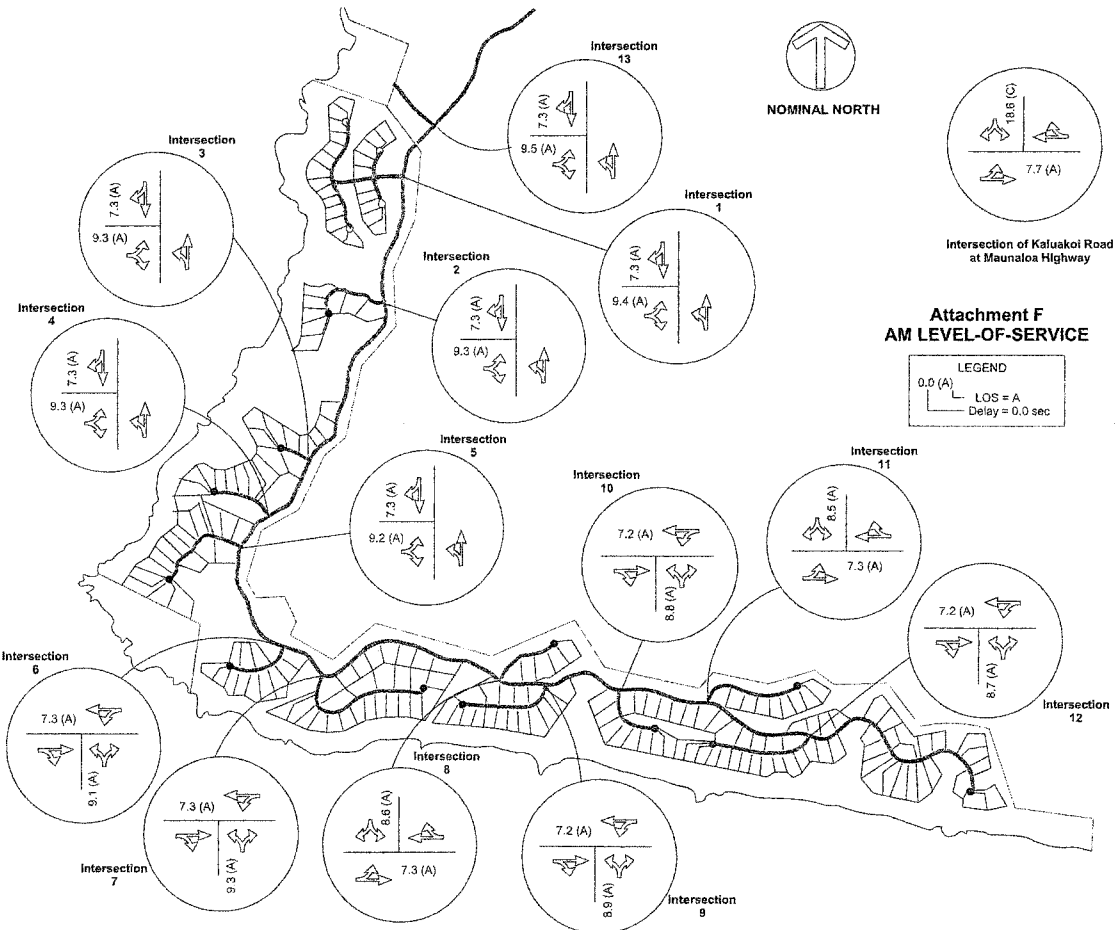 Intersection
13
7.3 (A)
9.5 (A)
NOMINAL NORTH
18.6 (C)
7.7 (A)
Intersection of Kaluakoi Road
at Maunaloa Highway
Intersection
3
7.3 (A)
9.3 (A)
Intersection
1
7.3 (A)
9.4 (A)
Intersection
2
7.3 (A)
9.3 (A)
Intersection
4
7.3 (A)
9.3 (A)
Attachment F
AM LEVEL-OF-SERVICE
LEGEND
0.0 (A)
LOS = A
Delay = 0.0 sec
Intersection
5
7.3 (A)
9.2 (A)
Intersection
10
7.2 (A)
8.8 (A)
Intersection
11
8.5 (A)
7.3 (A)
7.2 (A)
8.7 (A)
Intersection
12
Intersection
6
7.3 (A)
9.1 (A)
7.3 (A)
9.3 (A)
Intersection
7
Intersection
8
8.6 (A)
7.3 (A)
7.2 (A)
8.9 (A)
Intersection
9